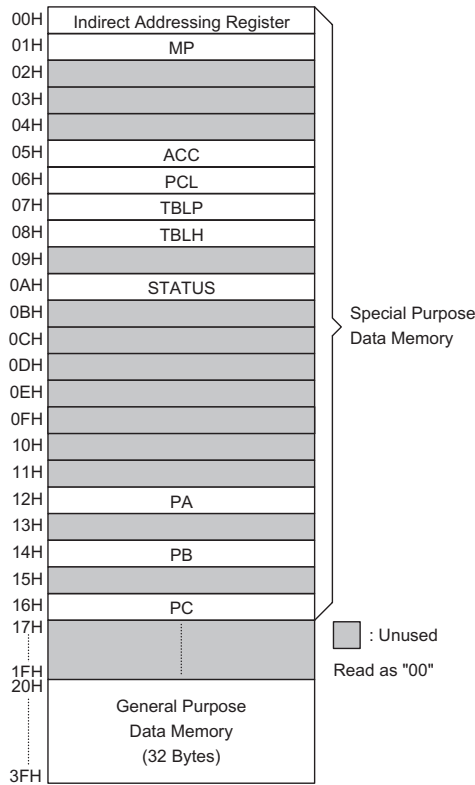 00H Indirect Addressing Register
01H MP
02H
03H
04H
05H ACC
06H PCL
07H TBLP
08H TBLH
09H
0AH STATUS
0BH
0CH
0DH
0EH
0FH
10H
11H
12H PA
13H
14H PB
15H
16H PC
17H
1FH
20H
General Purpose
Data Memory
(32 Bytes)
3FH
Special Purpose
Data Memory
: Unused
Read as "00"